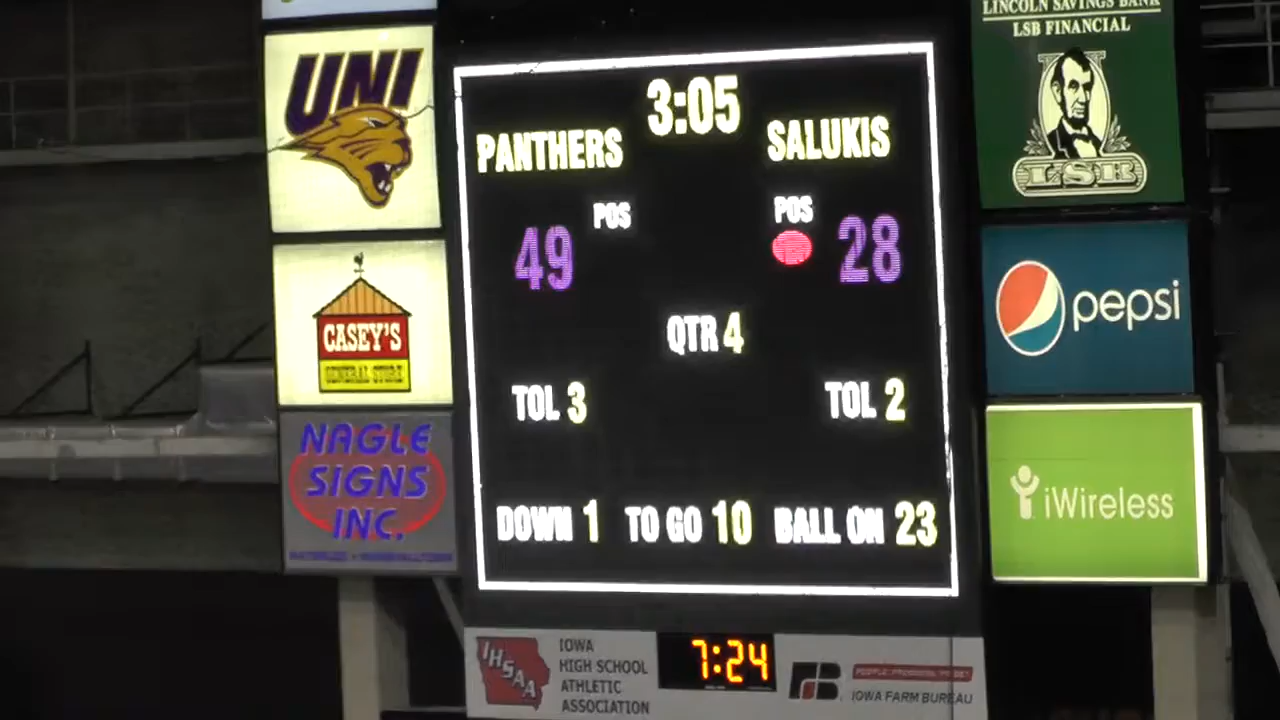 UNI
CASEY'S
GENERAL STORE
NAGLE
SIGNS
INC.
3:05
PANTHERS
SALUKIS
POS
POS
49
28
QTR 4
TOL 3
TOL 2
DOWN 1
TO GO 10
BALL ON 23
LINCOLN SAVINGS BANK
LSB FINANCIAL
LSB
pepsi
iWireless
IHSAA
IOWA
HIGH SCHOOL
ATHLETIC
ASSOCIATION
7:24
FB
IOWA FARM BUREAU